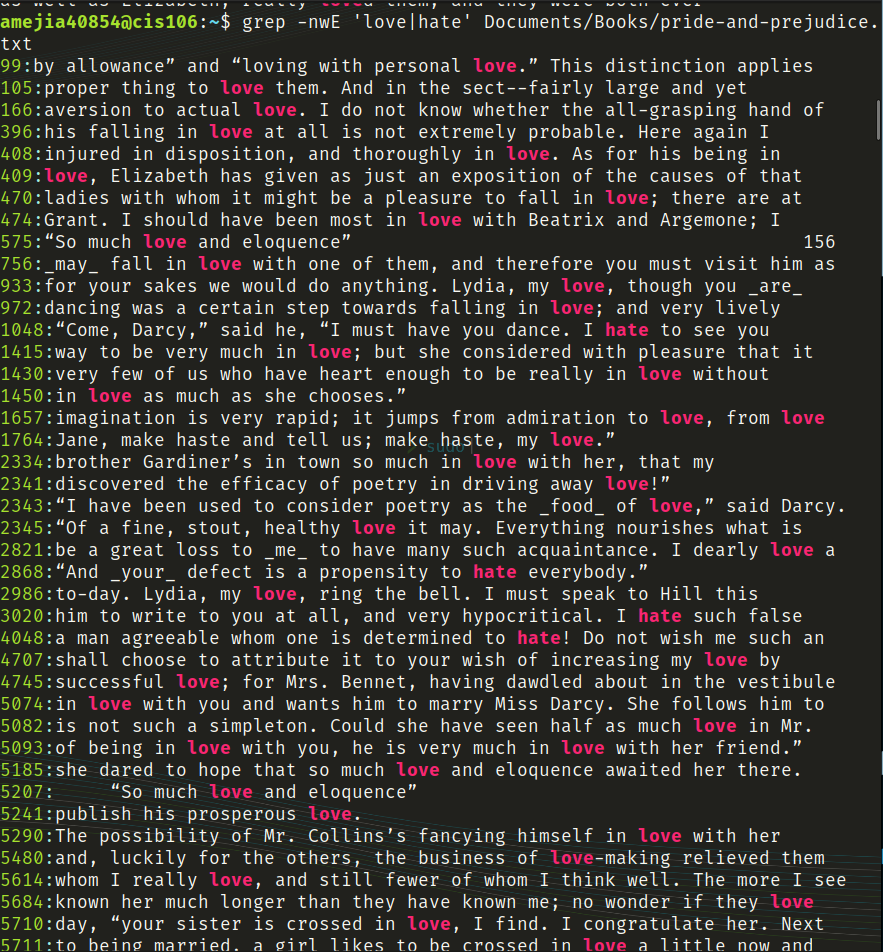 as well as Elizabeth, really loved them; and they were both ever
amejia40854@cis106:~$ grep -nwE 'love|hate' Documents/Books/pride-and-prejudice.
txt
99:by allowance” and “loving with personal love.” This distinction applies
105:proper thing to love them. And in the sect--fairly large and yet
166:aversion to actual love. I do not know whether the all-grasping hand of
396:his falling in love at all is not extremely probable. Here again I
408:injured in disposition, and thoroughly in love. As for his being in
409:love, Elizabeth has given as just an exposition of the causes of that
470:ladies with whom it might be a pleasure to fall in love; there are at
474:Grant. I should have been most in love with Beatrix and Argemone; I
575:“So much love and eloquence” 156
756:_may_ fall in love with one of them, and therefore you must visit him as
933:for your sakes we would do anything. Lydia, my love, though you _are_
972:dancing was a certain step towards falling in love; and very lively
1048:“Come, Darcy,” said he, “I must have you dance. I hate to see you
1415:way to be very much in love; but she considered with pleasure that it
1430:very few of us who have heart enough to be really in love without
1450:in love as much as she chooses.”
1657:imagination is very rapid; it jumps from admiration to love, from love
1764:Jane, make haste and tell us; make haste, my love.”
2334:brother Gardiner’s in town so much in love with her, that my
2341:discovered the efficacy of poetry in driving away love!”
2343:“I have been used to consider poetry as the _food_ of love,” said Darcy.
2345:“Of a fine, stout, healthy love it may. Everything nourishes what is
2821:be a great loss to _me_ to have many such acquaintance. I dearly love a
2868:“And _your_ defect is a propensity to hate everybody.”
2986:to-day. Lydia, my love, ring the bell. I must speak to Hill this
3020:him to write to you at all, and very hypocritical. I hate such false
4048:a man agreeable whom one is determined to hate! Do not wish me such an
4707:shall choose to attribute it to your wish of increasing my love by
4745:successful love; for Mrs. Bennet, having dawdled about in the vestibule
5074:in love with you and wants him to marry Miss Darcy. She follows him to
5082:is not such a simpleton. Could she have seen half as much love in Mr.
5093:of being in love with you, he is very much in love with her friend.”
5185:she dared to hope that so much love and eloquence awaited her there.
5207: “So much love and eloquence”
5241:publish his prosperous love.
5290:The possibility of Mr. Collins’s fancying himself in love with her
5480:and, luckily for the others, the business of love-making relieved them
5614:whom I really love, and still fewer of whom I think well. The more I see
5684:known her much longer than they have known me; no wonder if they love
5710:day, “your sister is crossed in love, I find. I congratulate her. Next
5711:to being married, a girl likes to be crossed in love a little now and